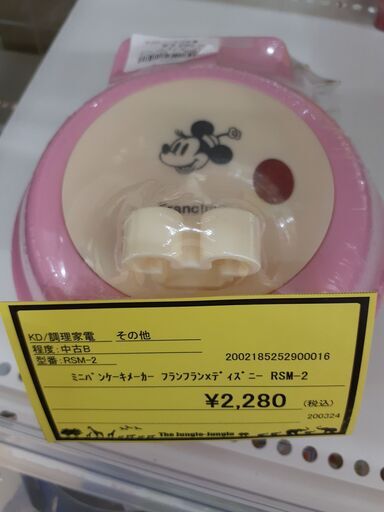 Francfranc
KD/調理家電 その他
程度:中古B
型番:RSM-2 2002185252900016
ﾐﾆﾊﾟﾝｹｰｷﾒｰｶｰ ﾌﾗﾝﾌﾗﾝxﾃﾞｨｽﾞﾆｰ RSM-2
¥2,280 (税込)
200324
The Jungle-Jungle